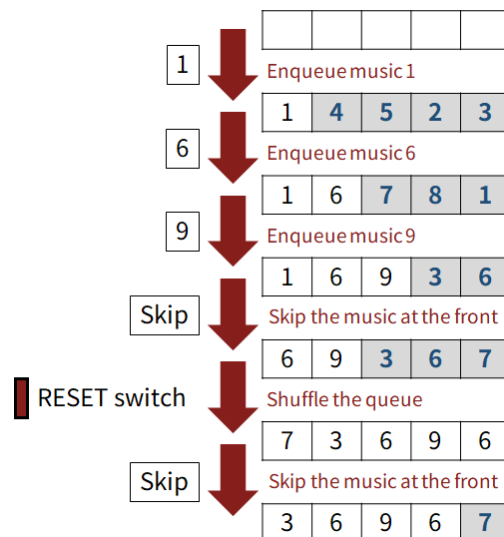 1
Enqueue music 1
1 4 5 2 3
6
Enqueue music 6
1 6 7 8 1
9
Enqueue music 9
1 6 9 3 6
Skip
Skip the music at the front
6 9 3 6 7
RESET switch
Shuffle the queue
7 3 6 9 6
Skip
Skip the music at the front
3 6 9 6 7